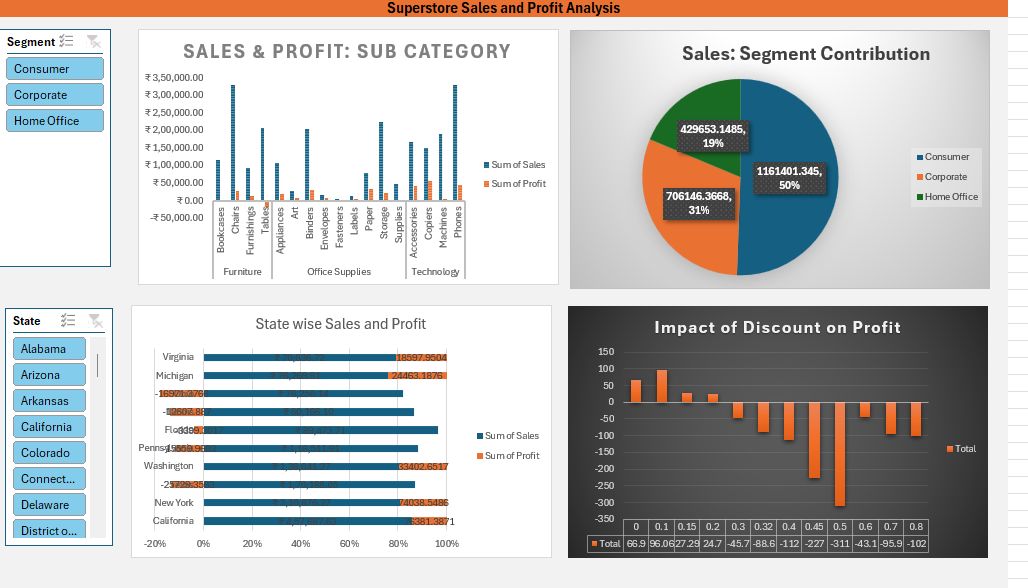 Superstore Sales and Profit Analysis
Segment
Consumer
Corporate
Home Office
SALES & PROFIT: SUB CATEGORY
₹ 3,50,000.00
₹ 3,00,000.00
₹ 2,50,000.00
₹ 2,00,000.00
₹ 1,50,000.00
₹ 1,00,000.00
₹ 50,000.00
₹ 0.00
-₹ 50,000.00
Bookcases
Chairs
Furnishings
Tables
Appliances
Art
Binders
Envelopes
Fasteners
Labels
Paper
Storage
Supplies
Accessories
Copiers
Machines
Phones
Furniture
Office Supplies
Technology
Sum of Sales
Sum of Profit
Sales: Segment Contribution
429653.1485,
19%
1161401.345,
50%
706146.3668,
31%
Consumer
Corporate
Home Office
State
Alabama
Arizona
Arkansas
California
Colorado
Connect...
Delaware
District o...
State wise Sales and Profit
Virginia
18597.9504
Michigan
24463.1876
Washington
33402.6517
New York
74038.5486
California
-20%
0%
20%
40%
60%
80%
100%
Sum of Sales
Sum of Profit
Impact of Discount on Profit
150
100
50
0
-50
-100
-150
-200
-250
-300
-350
0 0.1 0.15 0.2 0.3 0.32 0.4 0.45 0.5 0.6 0.7 0.8
Total 66.9 96.06 27.29 24.7 -45.7 -88.6 -112 -227 -311 -43.1 -95.9 -102
Total